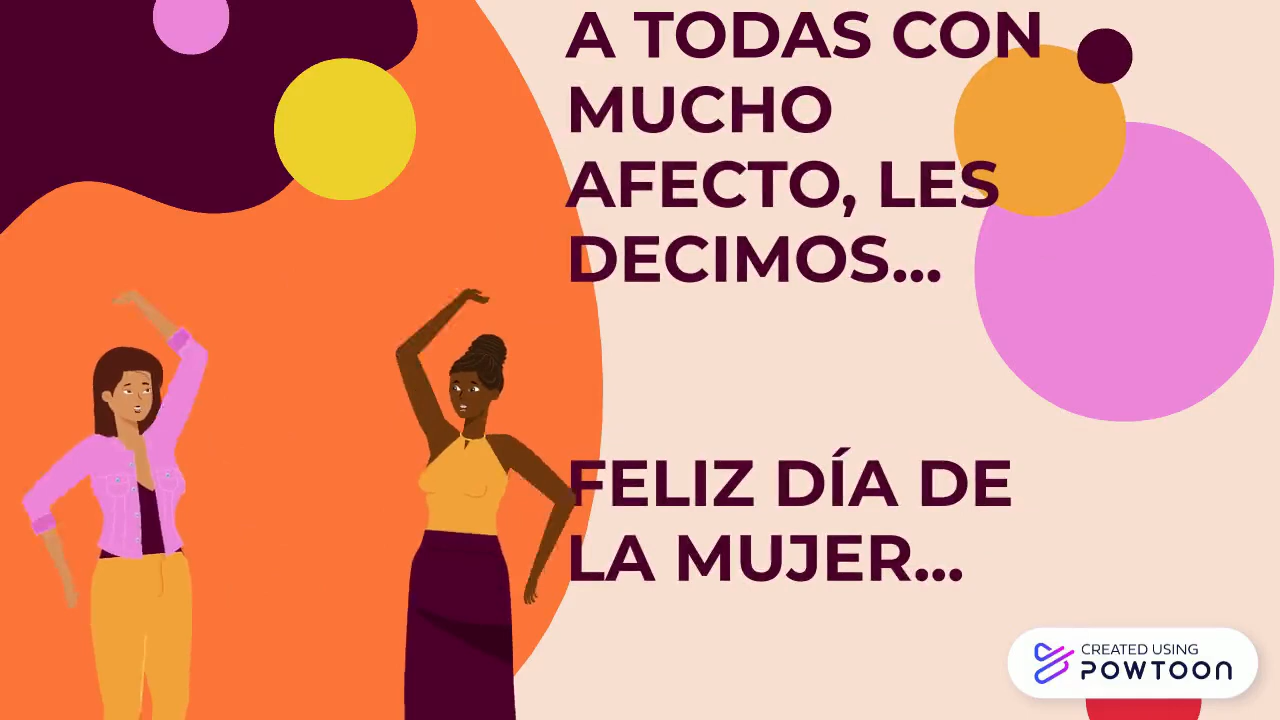 A TODAS CON
MUCHO
AFECTO, LES
DECIMOS...
FELIZ DÍA DE
LA MUJER...
CREATED USING
POWTOON